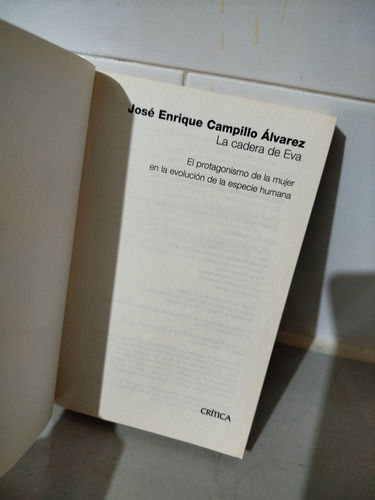 José Enrique Campillo Álvarez
La cadera de Eva
El protagonismo de la mujer
en la evolución de la especie humana
CRÍTICA